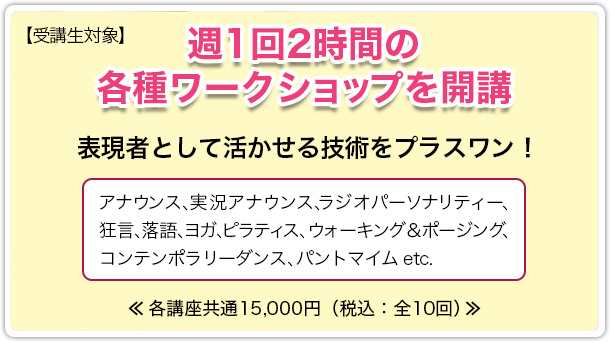 【受講生対象】
週1回2時間の
各種ワークショップを開講
表現者として活かせる技術をプラスワン！
アナウンス、実況アナウンス、ラジオパーソナリティー、
狂言、落語、ヨガ、ピラティス、ウォーキング＆ポージング、
コンテンポラリーダンス、パントマイム etc.
≪ 各講座共通15,000円（税込：全10回）≫